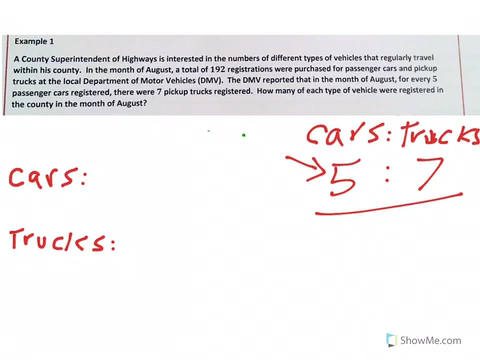 Example 1
A County Superintendent of Highways is interested in the numbers of different types of vehicles that regularly travel
within his county. In the month of August, a total of 192 registrations were purchased for passenger cars and pickup
trucks at the local Department of Motor Vehicles (DMV). The DMV reported that in the month of August, for every 5
passenger cars registered, there were 7 pickup trucks registered. How many of each type of vehicle were registered in
the county in the month of August?
cars: Trucks
5 : 7
Cars:
Trucks:
ShowMe.com